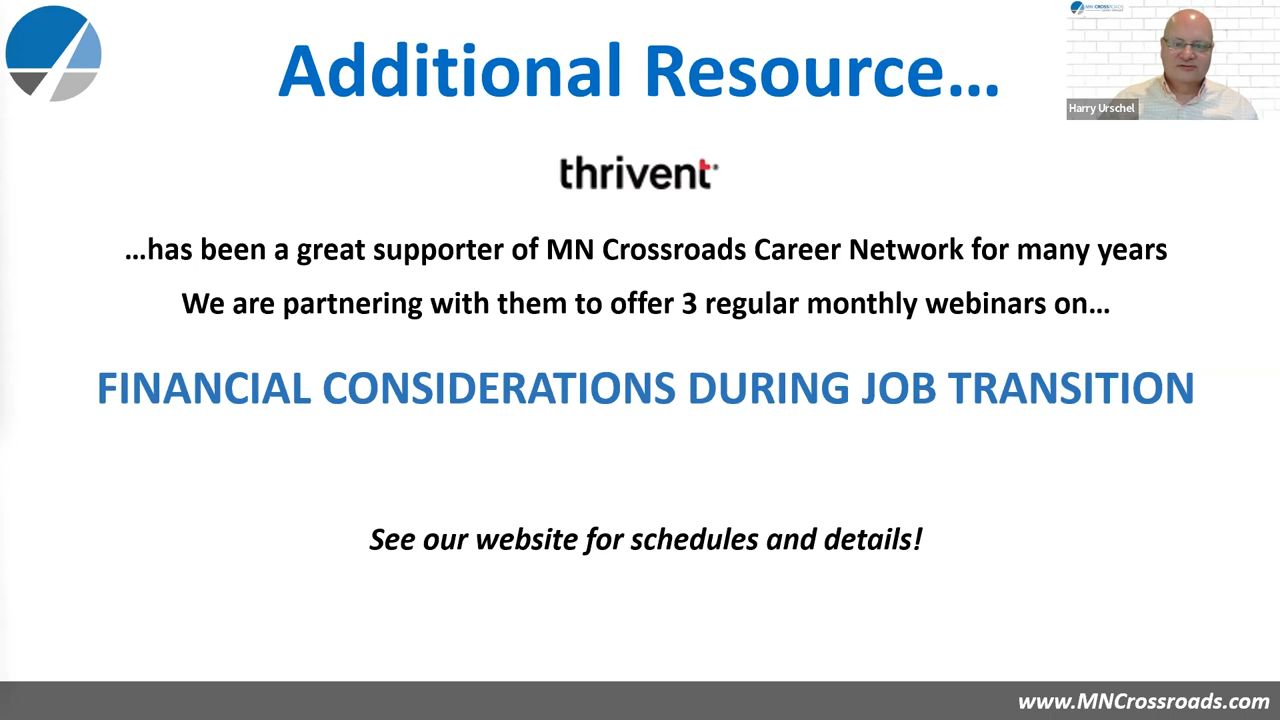 Additional Resource...
MN CROSSROADS
Harry Urschel
thrivent
...has been a great supporter of MN Crossroads Career Network for many years
We are partnering with them to offer 3 regular monthly webinars on...
FINANCIAL CONSIDERATIONS DURING JOB TRANSITION
See our website for schedules and details!
www.MNCrossroads.com